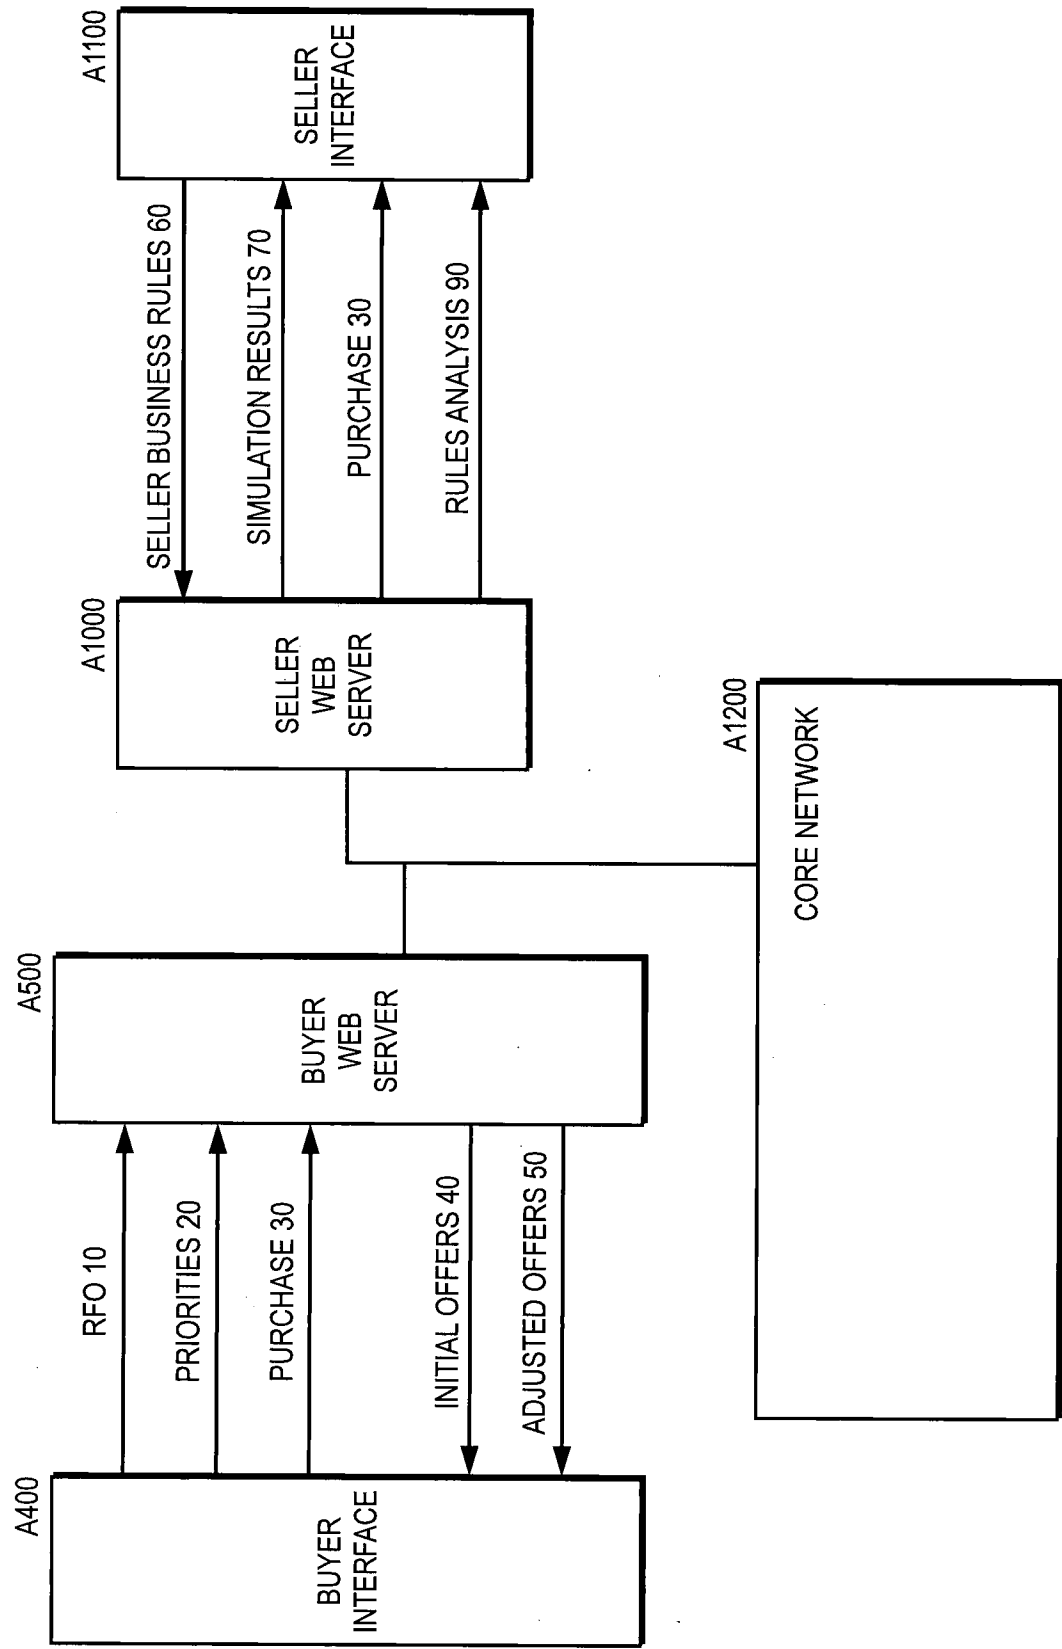 A400
BUYER
INTERFACE
RFO 10
PRIORITIES 20
PURCHASE 30
INITIAL OFFERS 40
ADJUSTED OFFERS 50
A500
BUYER
WEB
SERVER
A1000
SELLER
WEB
SERVER
SELLER BUSINESS RULES 60
SIMULATION RESULTS 70
PURCHASE 30
RULES ANALYSIS 90
A1100
SELLER
INTERFACE
A1200
CORE NETWORK